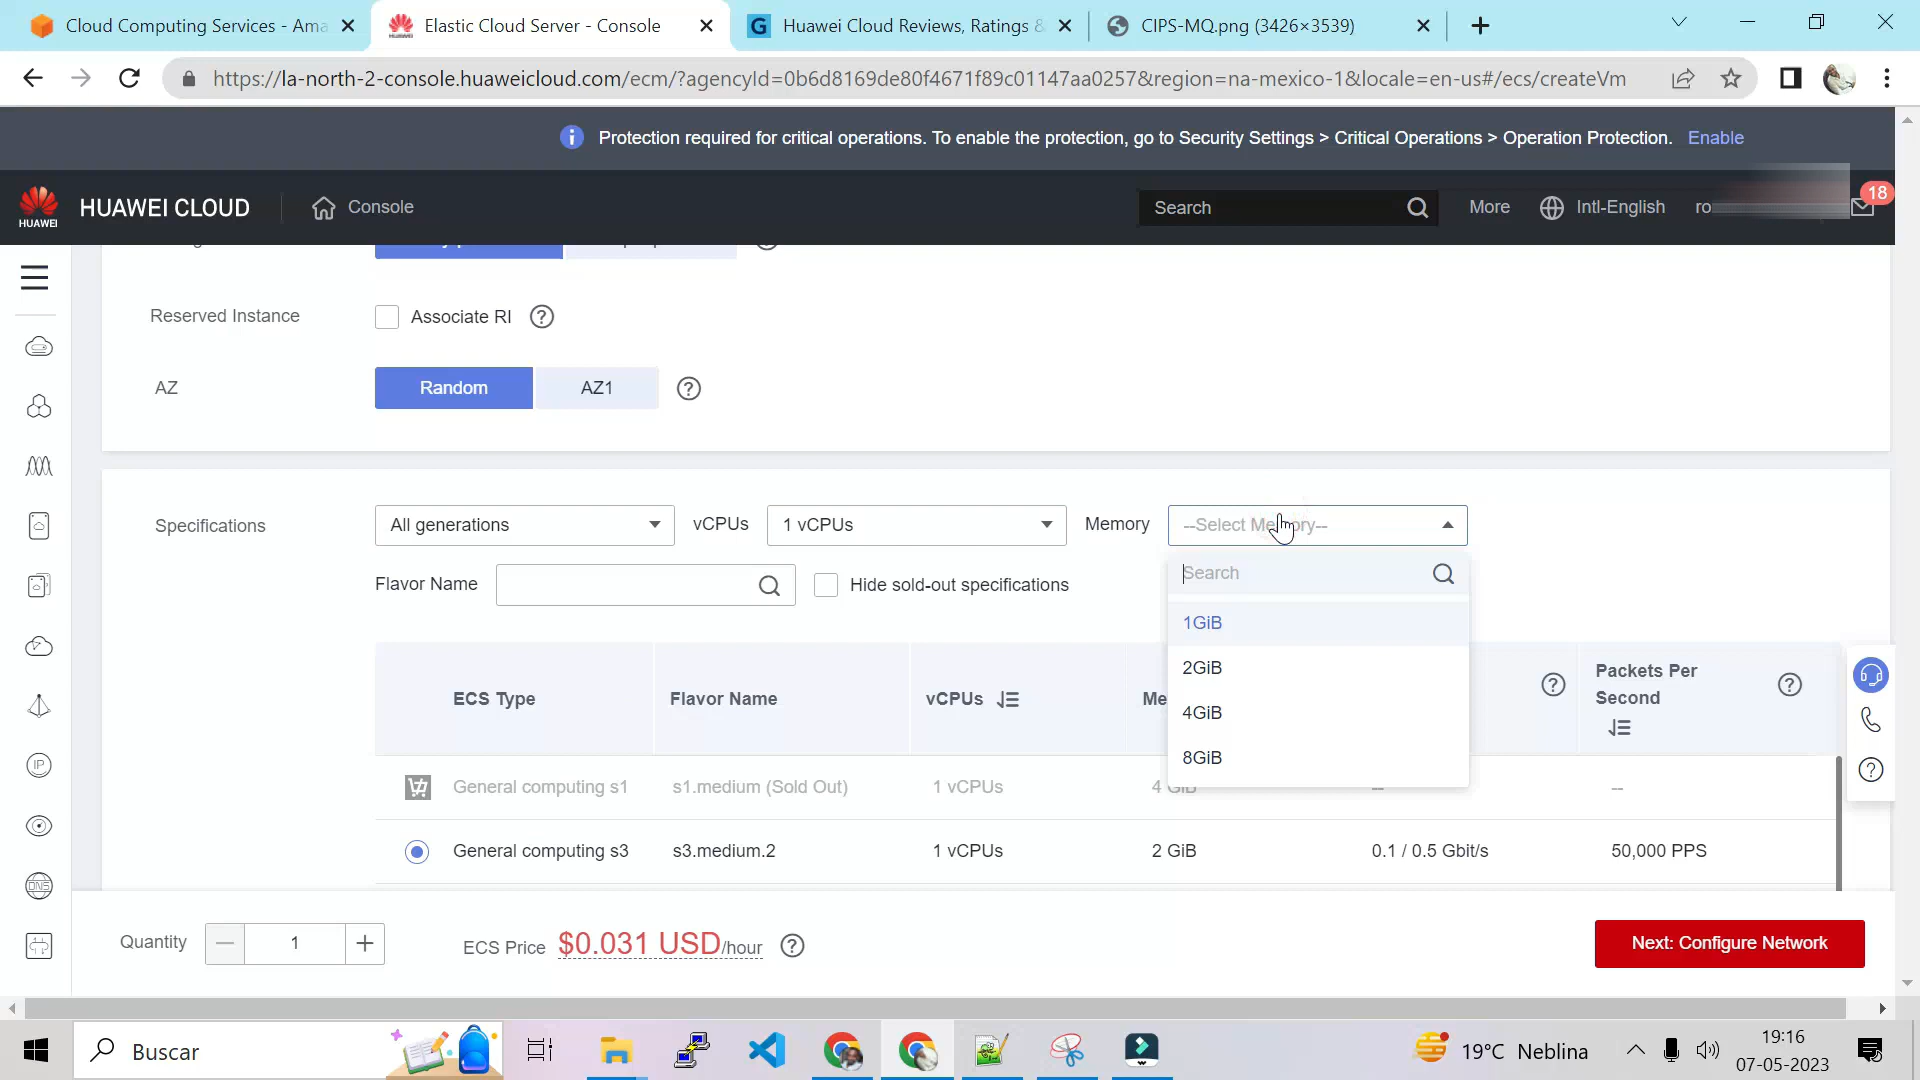 Cloud Computing Services - Ama
Elastic Cloud Server - Console
Huawei Cloud Reviews, Ratings &
CIPS-MQ.png (3426×3539)
https://la-north-2-console.huaweicloud.com/ecm/?agencyId=0b6d8169de80f4671f89c01147aa0257&region=na-mexico-1&locale=en-us#/ecs/createVm
Protection required for critical operations. To enable the protection, go to Security Settings > Critical Operations > Operation Protection. Enable
HUAWEI
HUAWEI CLOUD
Console
Search
More
Intl-English
ro
18
Reserved Instance
Associate RI
AZ
Random
AZ1
Specifications
All generations
vCPUs
1 vCPUs
Memory
--Select Memory--
Flavor Name
Hide sold-out specifications
Search
1GiB
2GiB
4GiB
8GiB
ECS Type
Flavor Name
vCPUs
Me
Packets Per
Second
General computing s1
s1.medium (Sold Out)
1 vCPUs
4 GiB
--
--
General computing s3
s3.medium.2
1 vCPUs
2 GiB
0.1 / 0.5 Gbit/s
50,000 PPS
IP
DNS
Quantity
1
ECS Price
$0.031 USD/hour
Next: Configure Network
Buscar
19°C Neblina
19:16
07-05-2023